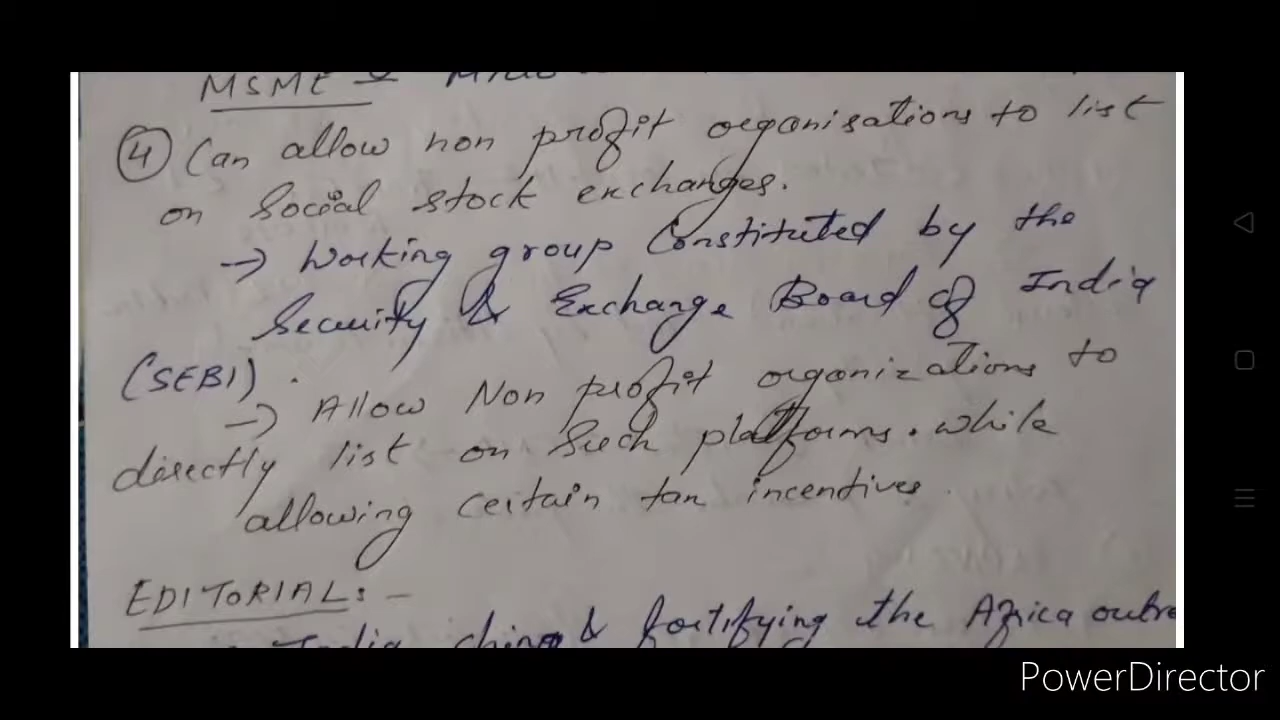 MSME
④ Can allow non profit organisations to list
on Social stock exchanges.
→ Working group Constituted by the
Security & Exchange Board of India
(SEBI).
→ Allow Non profit organizations to
directly list on Such platforms. while
allowing certain tax incentives.
EDITORIAL: -
India china & fortifying the Africa outre
PowerDirector